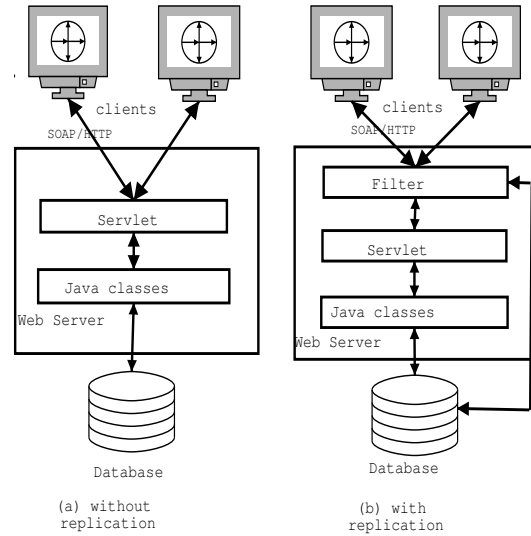 clients
SOAP/HTTP
Servlet
Java classes
Web Server
Database
(a) without
replication
clients
SOAP/HTTP
Filter
Servlet
Java classes
Web Server
Database
(b) with
replication